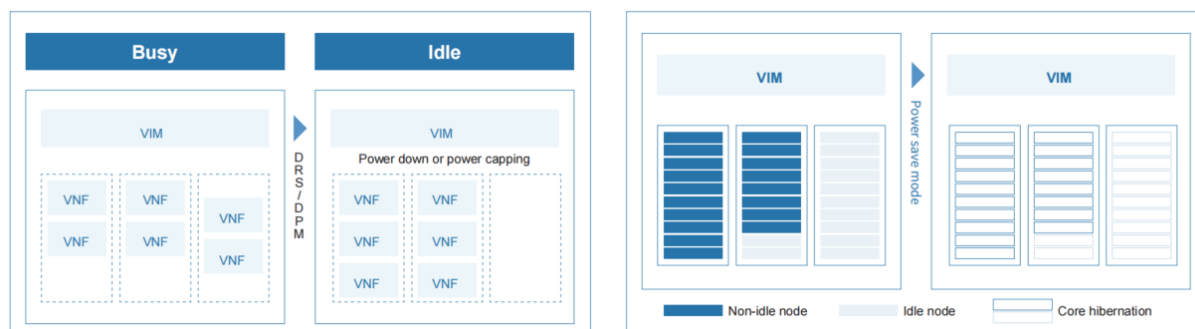 Busy
Idle
VIM
VIM
Power down or power capping
DRS/DPM
VNF
VNF
VNF
VNF
VNF
VNF
VNF
VNF
VNF
VNF
VNF
VNF
VIM
VIM
Power save mode
Non-idle node
Idle node
Core hibernation